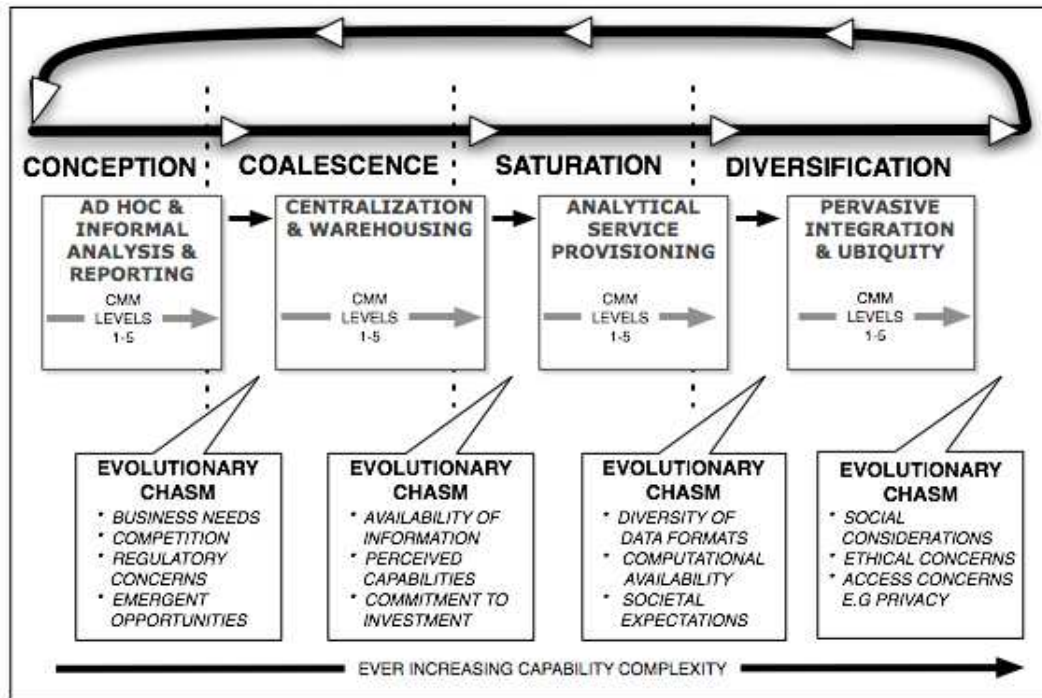 CONCEPTION
COALESCENCE
SATURATION
DIVERSIFICATION
AD HOC &
INFORMAL
ANALYSIS &
REPORTING
CMM
LEVELS
1-5
CENTRALIZATION
& WAREHOUSING
CMM
LEVELS
1-5
ANALYTICAL
SERVICE
PROVISIONING
CMM
LEVELS
1-5
PERVASIVE
INTEGRATION
& UBIQUITY
CMM
LEVELS
1-5
EVOLUTIONARY
CHASM
* BUSINESS NEEDS
* COMPETITION
* REGULATORY
CONCERNS
* EMERGENT
OPPORTUNITIES
EVOLUTIONARY
CHASM
* AVAILABILITY OF
INFORMATION
* PERCEIVED
CAPABILITIES
* COMMITMENT TO
INVESTMENT
EVOLUTIONARY
CHASM
* DIVERSITY OF
DATA FORMATS
* COMPUTATIONAL
AVAILABILITY
* SOCIETAL
EXPECTATIONS
EVOLUTIONARY
CHASM
* SOCIAL
CONSIDERATIONS
* ETHICAL CONCERNS
* ACCESS CONCERNS
E.G PRIVACY
EVER INCREASING CAPABILITY COMPLEXITY